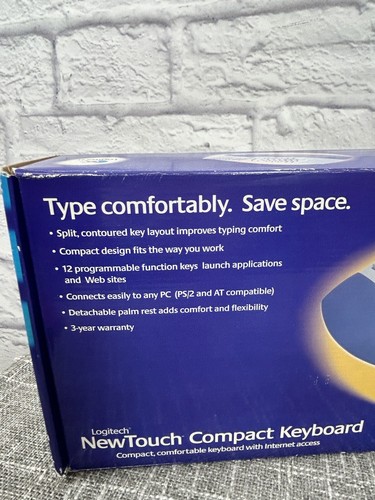 Type comfortably. Save space.
• Split, contoured key layout improves typing comfort
• Compact design fits the way you work
• 12 programmable function keys launch applications
and Web sites
• Connects easily to any PC (PS/2 and AT compatible)
• Detachable palm rest adds comfort and flexibility
• 3-year warranty
Logitech®
NewTouch™ Compact Keyboard
Compact, comfortable keyboard with Internet access